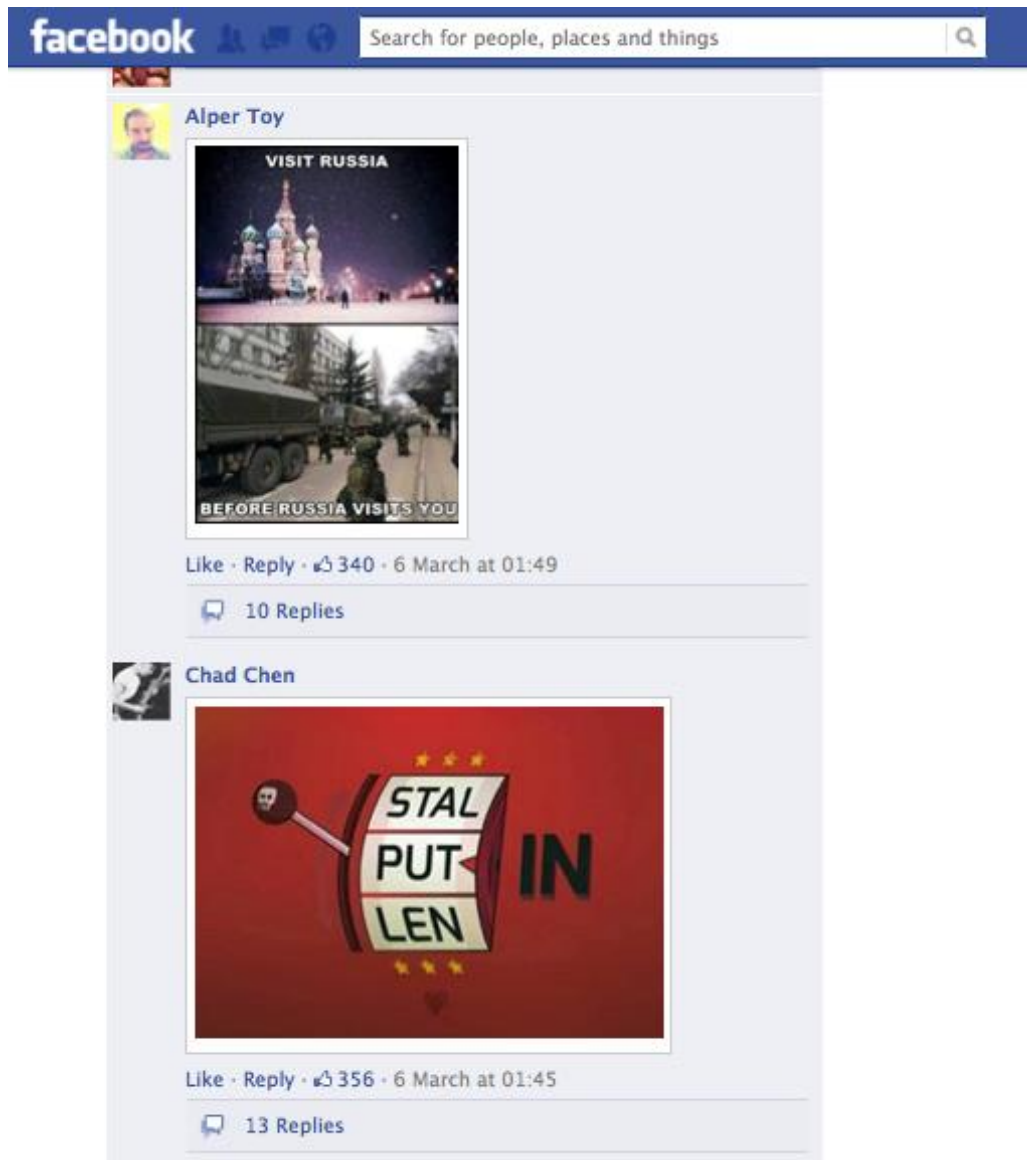 facebook
Search for people, places and things
Alper Toy
VISIT RUSSIA
BEFORE RUSSIA VISITS YOU
Like · Reply · 340 · 6 March at 01:49
10 Replies
Chad Chen
STAL
PUT IN
LEN
Like · Reply · 356 · 6 March at 01:45
13 Replies